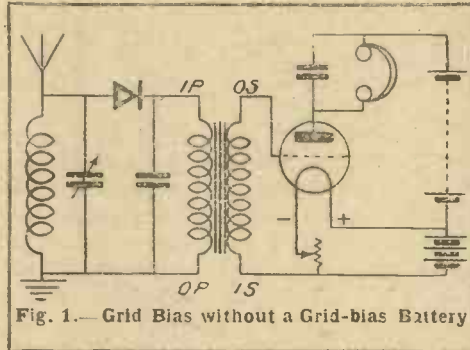 IP OS
- +
OP IS
Fig. 1.— Grid Bias without a Grid-bias Battery